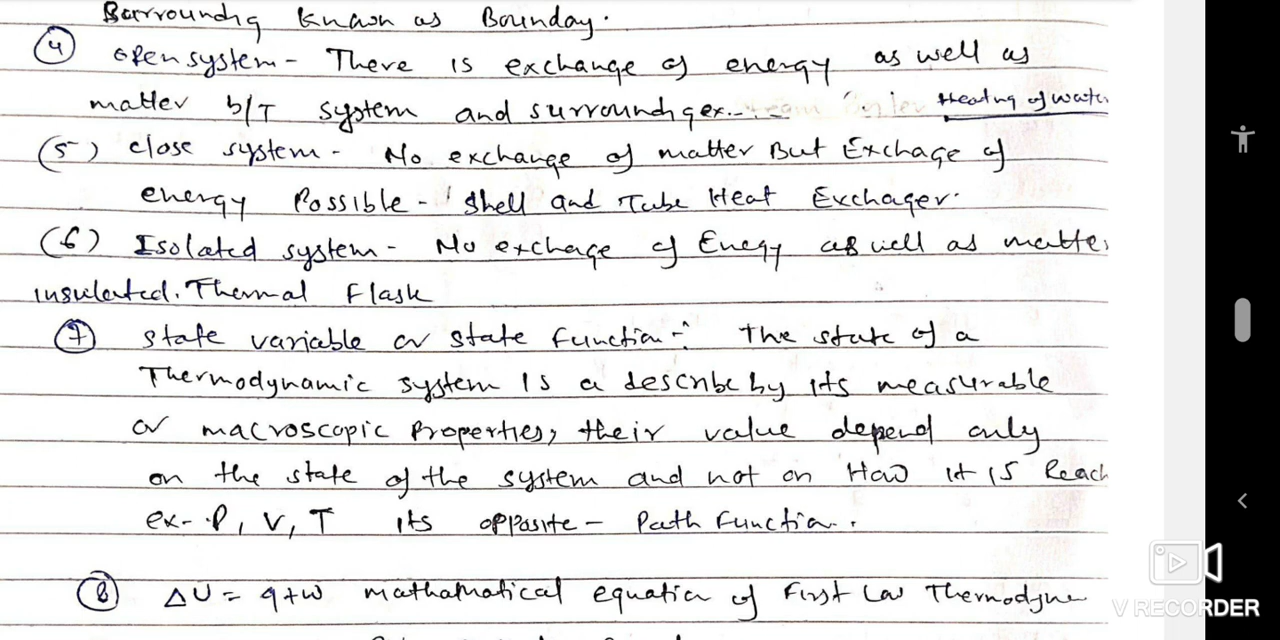 Sarroundig known as Bounday.
④ open system - There is exchange of energy as well as
matter b/T system and surroundig ex. - Heating of water
(5) close system - No exchange of matter But Exchage of
energy Possible - Shell and Tube Heat Exchager.
(6) Isolated system - No exchage of Enegy as well as matter
insulated. Thermal Flask
⑦ state variable or state function -: The state of a
Thermodynamic system Is a describe by its measurable
or macroscopic Properties, their value depend only
on the state of the system and not on How it is Reach
ex- P, V, T its opposite - Path Function.
⑧ ΔU = q+w mathamatical equation of First Law Thermodyne
V RECORDER